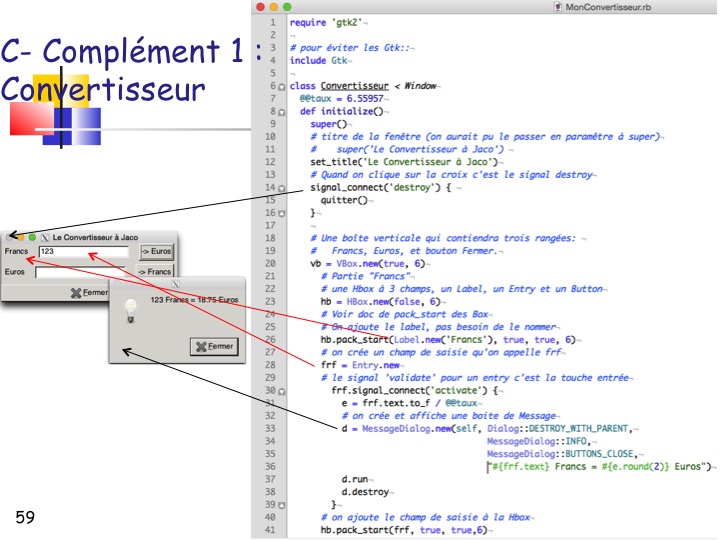 C- Complément 1 :
Convertisseur
MonConvertisseur.rb
1 require 'gtk2'¬
2 ¬
3 # pour éviter les Gtk::¬
4 include Gtk¬
5 ¬
6 class Convertisseur < Window¬
7 @@taux = 6.55957¬
8 def initialize()¬
9 super()¬
10 # titre de la fenêtre (on aurait pu le passer en paramêtre à super)¬
11 # super('Le Convertisseur à Jaco') ¬
12 set_title('Le Convertisseur à Jaco')¬
13 # Quand on clique sur la croix c'est le signal destroy¬
14 signal_connect('destroy') { ¬
15 quitter()¬
16 }¬
17 ¬
18 # Une boîte verticale qui contiendra trois rangées: ¬
19 # Francs, Euros, et bouton Fermer.¬
20 vb = VBox.new(true, 6)¬
21 # Partie "Francs"¬
22 # une Hbox à 3 champs, un Label, un Entry et un Button¬
23 hb = HBox.new(false, 6)¬
24 # Voir doc de pack_start des Box¬
25 # On ajoute le label, pas besoin de le nommer¬
26 hb.pack_start(Label.new('Francs'), true, true, 6)¬
27 # on crée un champ de saisie qu'on appelle frf¬
28 frf = Entry.new¬
29 # le signal 'validate' pour un entry c'est la touche entrée¬
30 frf.signal_connect('activate') {¬
31 e = frf.text.to_f / @@taux¬
32 # on crée et affiche une boite de Message¬
33 d = MessageDialog.new(self, Dialog::DESTROY_WITH_PARENT,¬
34 MessageDialog::INFO,¬
35 MessageDialog::BUTTONS_CLOSE,¬
36 "#{frf.text} Francs = #{e.round(2)} Euros")¬
37 d.run¬
38 d.destroy¬
39 }¬
40 # on ajoute le champ de saisie à la Hbox¬
41 hb.pack_start(frf, true, true,6)¬
Le Convertisseur à Jaco
Francs 123 -> Euros
Euros -> Francs
Fermer
123 Francs = 18.75 Euros
Fermer
59